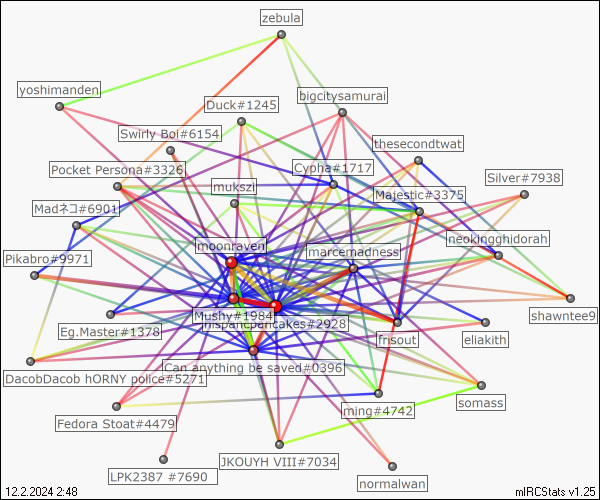 zebula
yoshimanden
bigcitysamurai
Duck#1245
Swirly Boi#6154
thesecondtwat
Pocket Persona#3326
Cypha#1717
Silver#7938
mukszi
Majestic#3375
Madネコ#6901
neokingghidorah
moonraven
marcemadness
Pikabro#9971
Mushy#1984
hispanicpencakes#2928
shawntee9
Eg.Master#1378
frisout
eliakith
Can anything be saved#0396
DacobDacob hORNY police#5271
somass
ming#4742
Fedora Stoat#4479
JKOUYH VIII#7034
LPK2387 #7690
normalwan
12.2.2024 2:48
mIRCStats v1.25